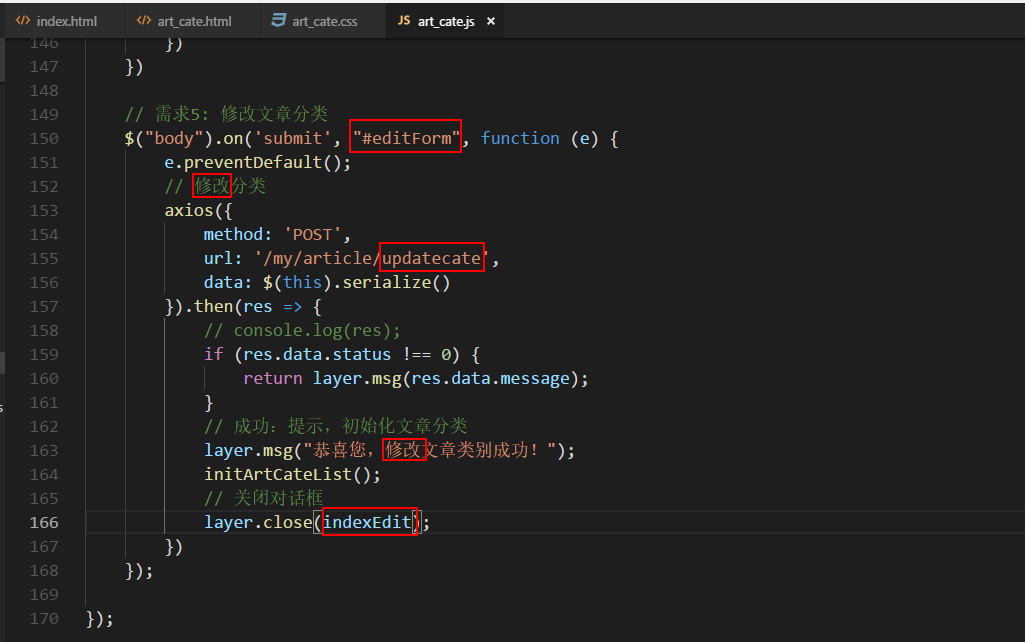 index.html art_cate.html art_cate.css JS art_cate.js ×
146 })
147 })
148
149 // 需求5: 修改文章分类
150 $("body").on('submit', "#editForm", function (e) {
151 e.preventDefault();
152 // 修改分类
153 axios({
154 method: 'POST',
155 url: '/my/article/updatecate',
156 data: $(this).serialize()
157 }).then(res => {
158 // console.log(res);
159 if (res.data.status !== 0) {
160 return layer.msg(res.data.message);
161 }
162 // 成功：提示，初始化文章分类
163 layer.msg("恭喜您，修改文章类别成功！");
164 initArtCateList();
165 // 关闭对话框
166 layer.close(indexEdit);
167 })
168 });
169
170 });